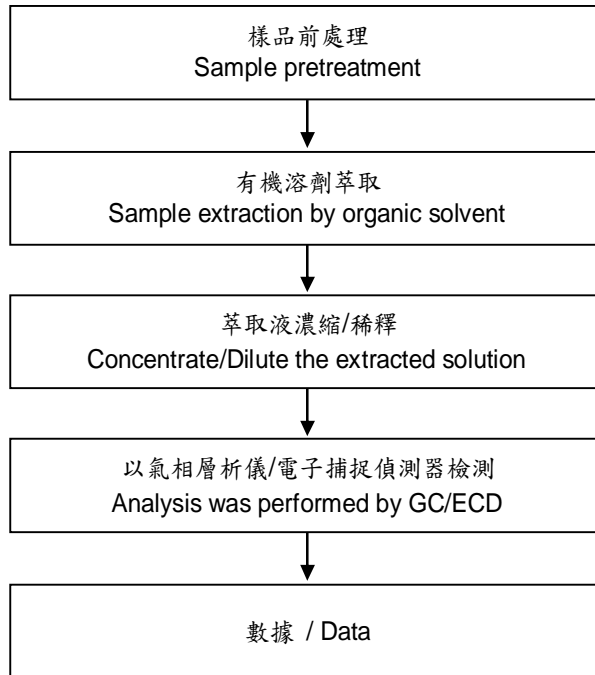 樣品前處理
Sample pretreatment
有機溶劑萃取
Sample extraction by organic solvent
萃取液濃縮/稀釋
Concentrate/Dilute the extracted solution
以氣相層析儀/電子捕捉偵測器檢測
Analysis was performed by GC/ECD
數據 / Data